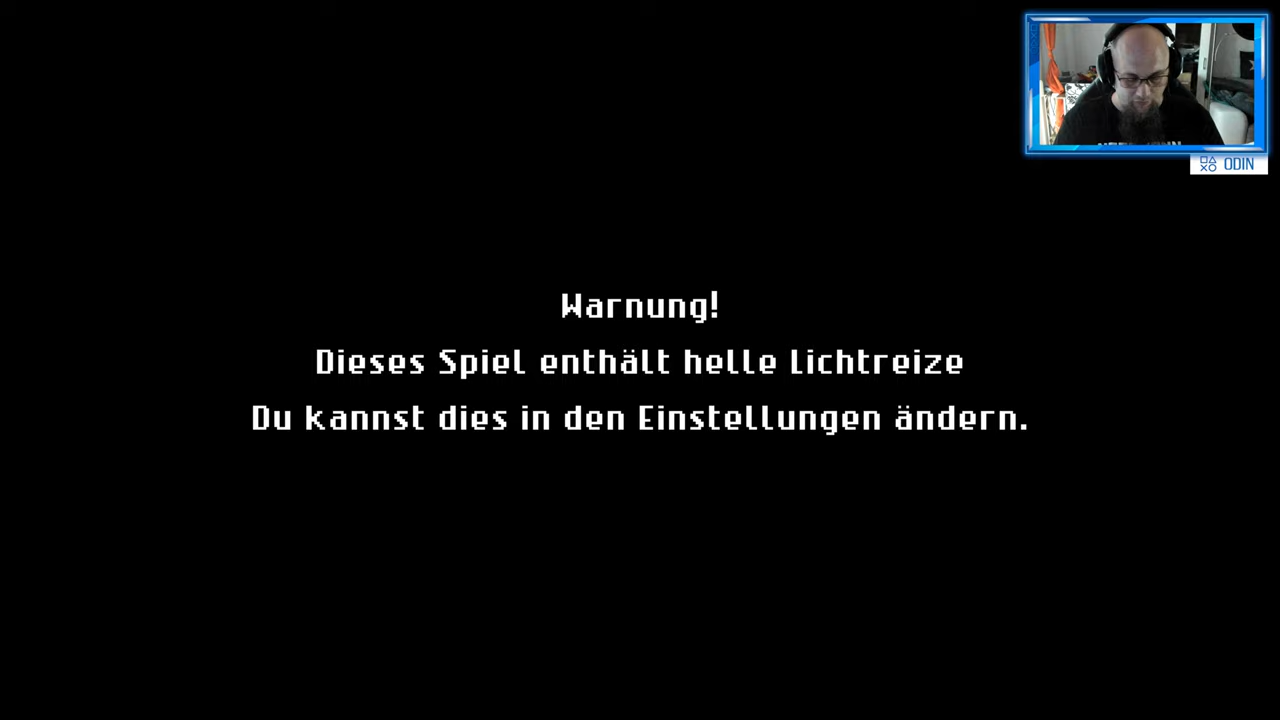 ODIN
Warnung!
Dieses Spiel enthält helle Lichtreize
Du kannst dies in den Einstellungen ändern.